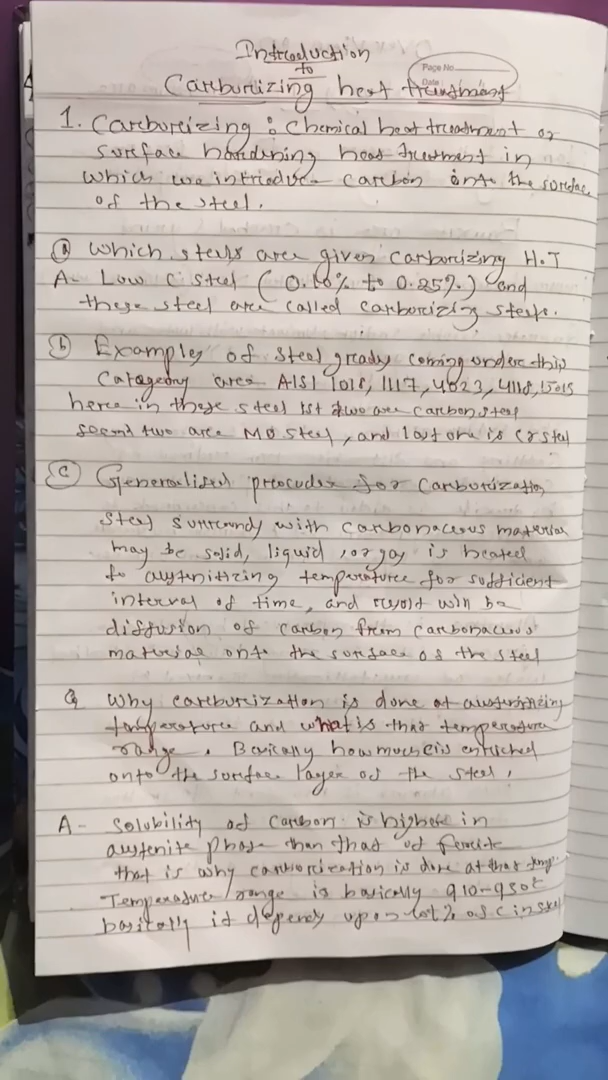 Introduction
to
Page No.
Date
Carburizing heat treatment
1. Carburizing : Chemical heat treatment or
surface hardening heat treatment in
which we introduce carbon onto the surface
of the steel.
(a) Which steels are given carburizing H.T
A- Low C steel (0.10% to 0.25%) and
these steel are called carburizing steels.
(b) Examples of steel grades coming under this
Category are AISI 1018, 1117, 4023, 4118, 5015
here in these steel 1st two are carbon steel
second two are Mo steel, and last one is Cr steel
(c) Generalised procudes for carburization
steel surroundy with carbonaceous material
may be solid, liquid, or gas is heated
to austenitizing temperature for sufficient
interval of time, and result will be
diffusion of carbon from carbonaceous
material onto the surface of the steel
Q Why carburization is done at austenitizing
temperature and what is that temperature
range. Basically how much c is enriched
onto the surface layer of the steel,
A- Solubility of carbon is higher in
austenite phase than that of ferrite
that is why carburization is done at that temp.
Temperature range is basically 910-950℃
basically it depends upon wt% of c in steel